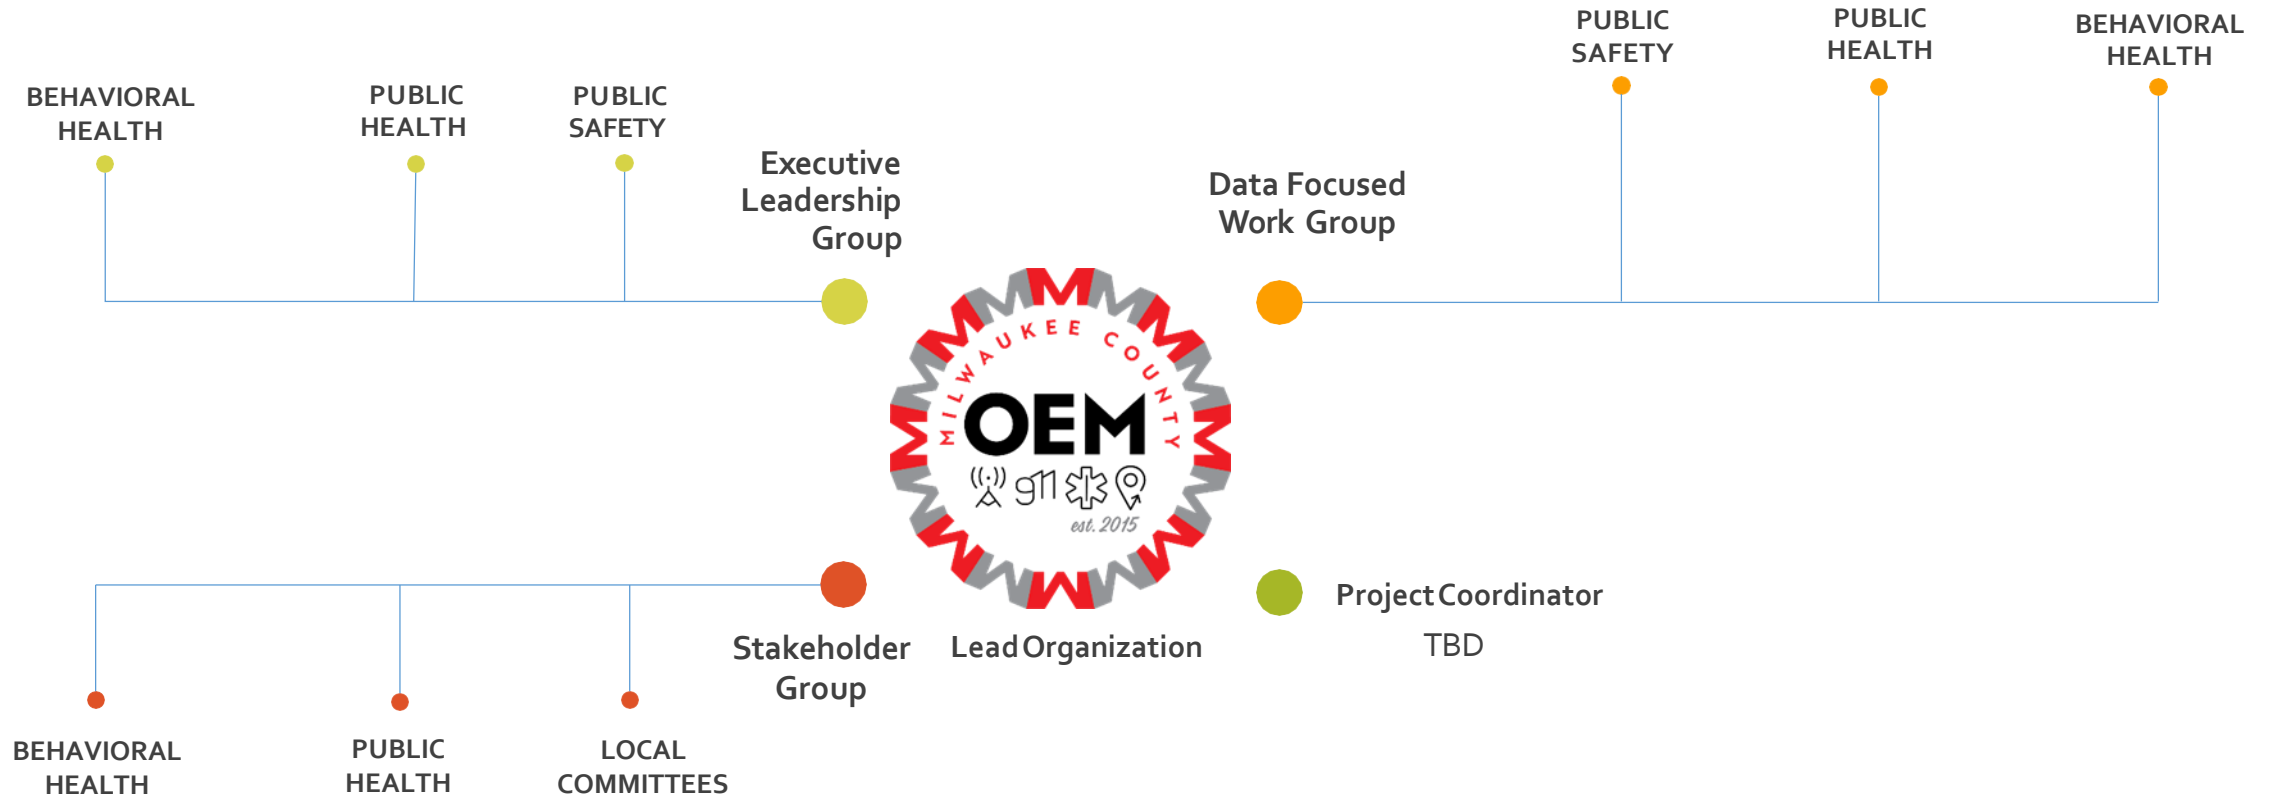 BEHAVIORAL
HEALTH
PUBLIC
HEALTH
PUBLIC
SAFETY
Executive
Leadership
Group
Data Focused
Work Group
PUBLIC
SAFETY
PUBLIC
HEALTH
BEHAVIORAL
HEALTH
MILWAUKEE COUNTY
OEM
911
est. 2015
Lead Organization
Stakeholder
Group
Project Coordinator
TBD
BEHAVIORAL
HEALTH
PUBLIC
HEALTH
LOCAL
COMMITTEES